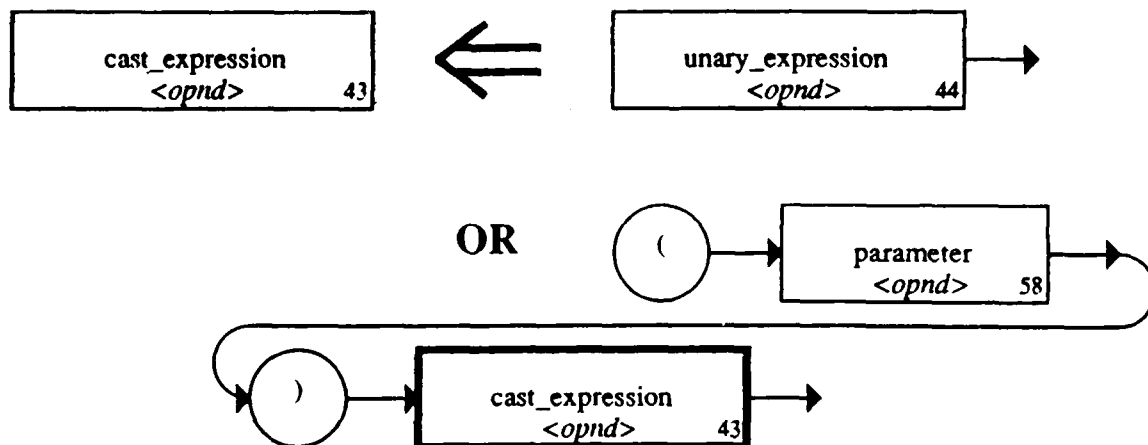 cast_expression
<opnd> 43
unary_expression
<opnd> 44
OR
(
parameter
<opnd> 58
)
cast_expression
<opnd> 43